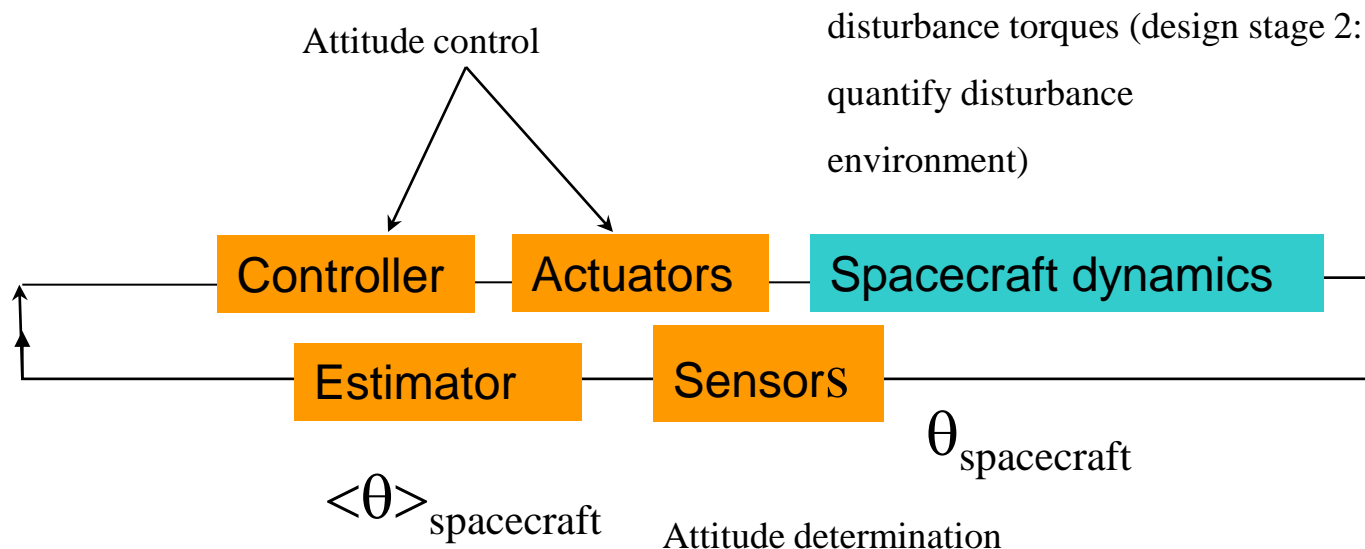 Attitude control
disturbance torques (design stage 2:
quantify disturbance
environment)
Controller
Actuators
Spacecraft dynamics
Estimator
Sensors
θspacecraft
<θ>spacecraft
Attitude determination